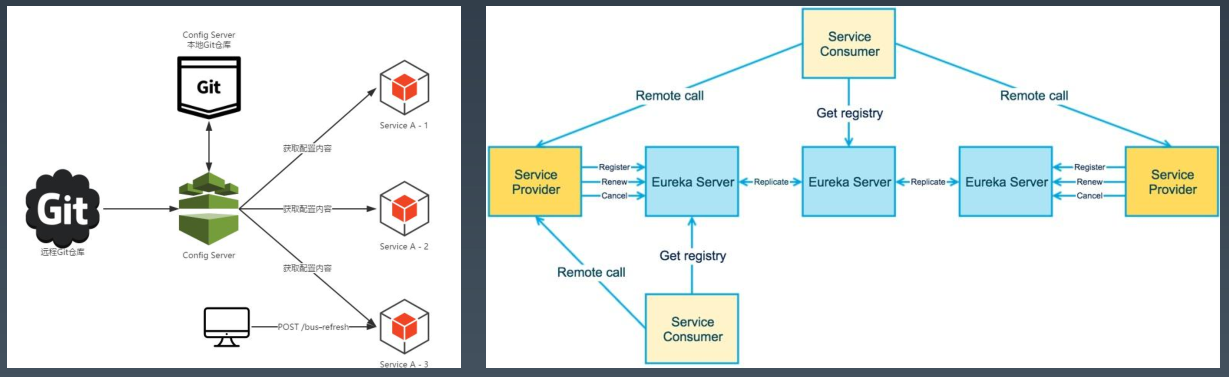 Config Server
本地Git仓库
Git
Service A - 1
获取配置内容
Git
远程Git仓库
Config Server
获取配置内容
Service A - 2
获取配置内容
POST /bus-refresh
Service A - 3
Service
Consumer
Remote call
Remote call
Get registry
Service
Provider
Register
Renew
Cancel
Eureka Server
Replicate
Eureka Server
Replicate
Eureka Server
Register
Renew
Cancel
Service
Provider
Get registry
Remote call
Service
Consumer